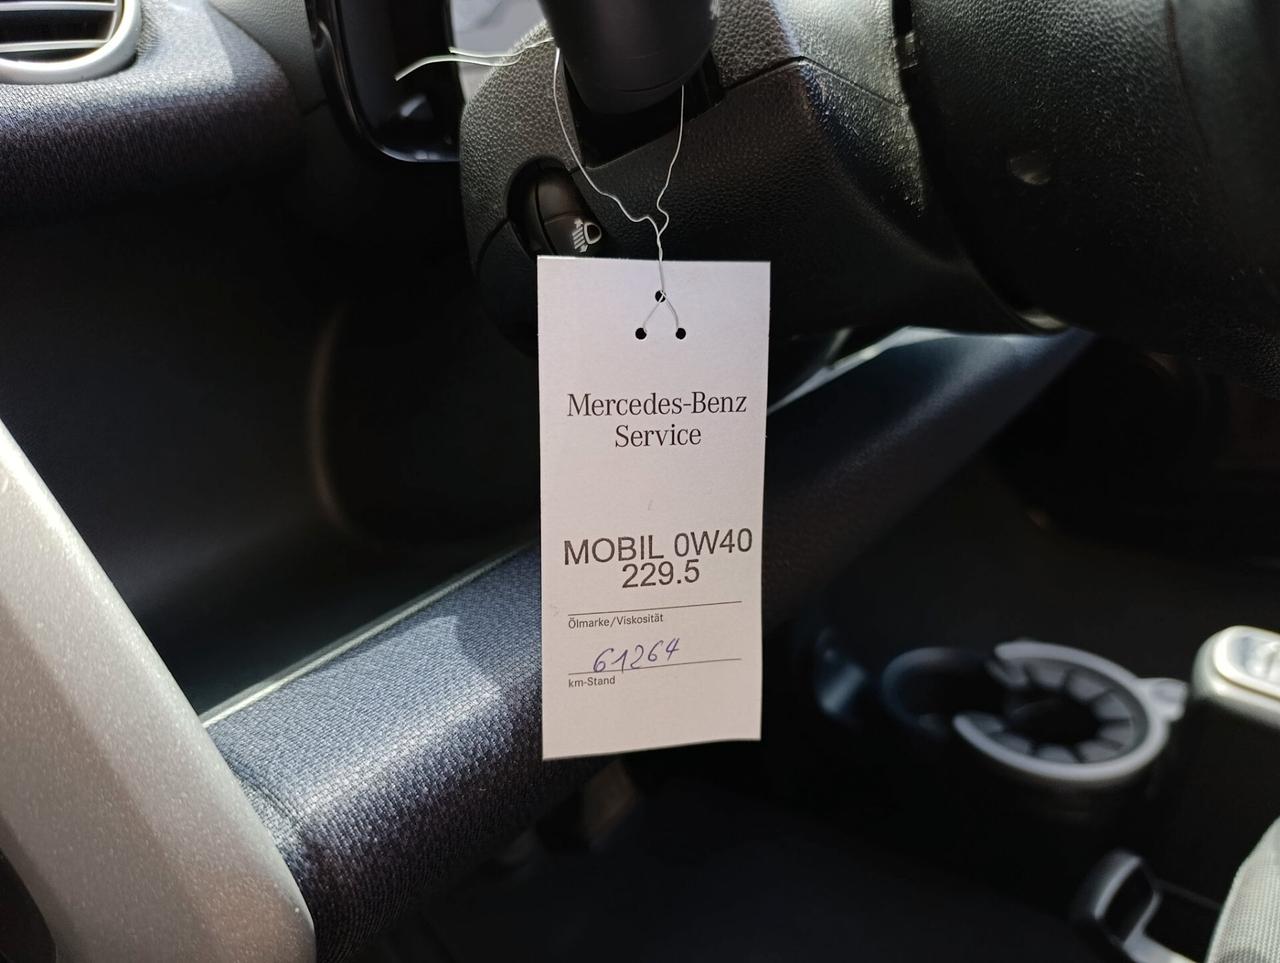 Mercedes-Benz
Service
MOBIL 0W40
229.5
Ölmarke/Viskosität
61264
km-Stand